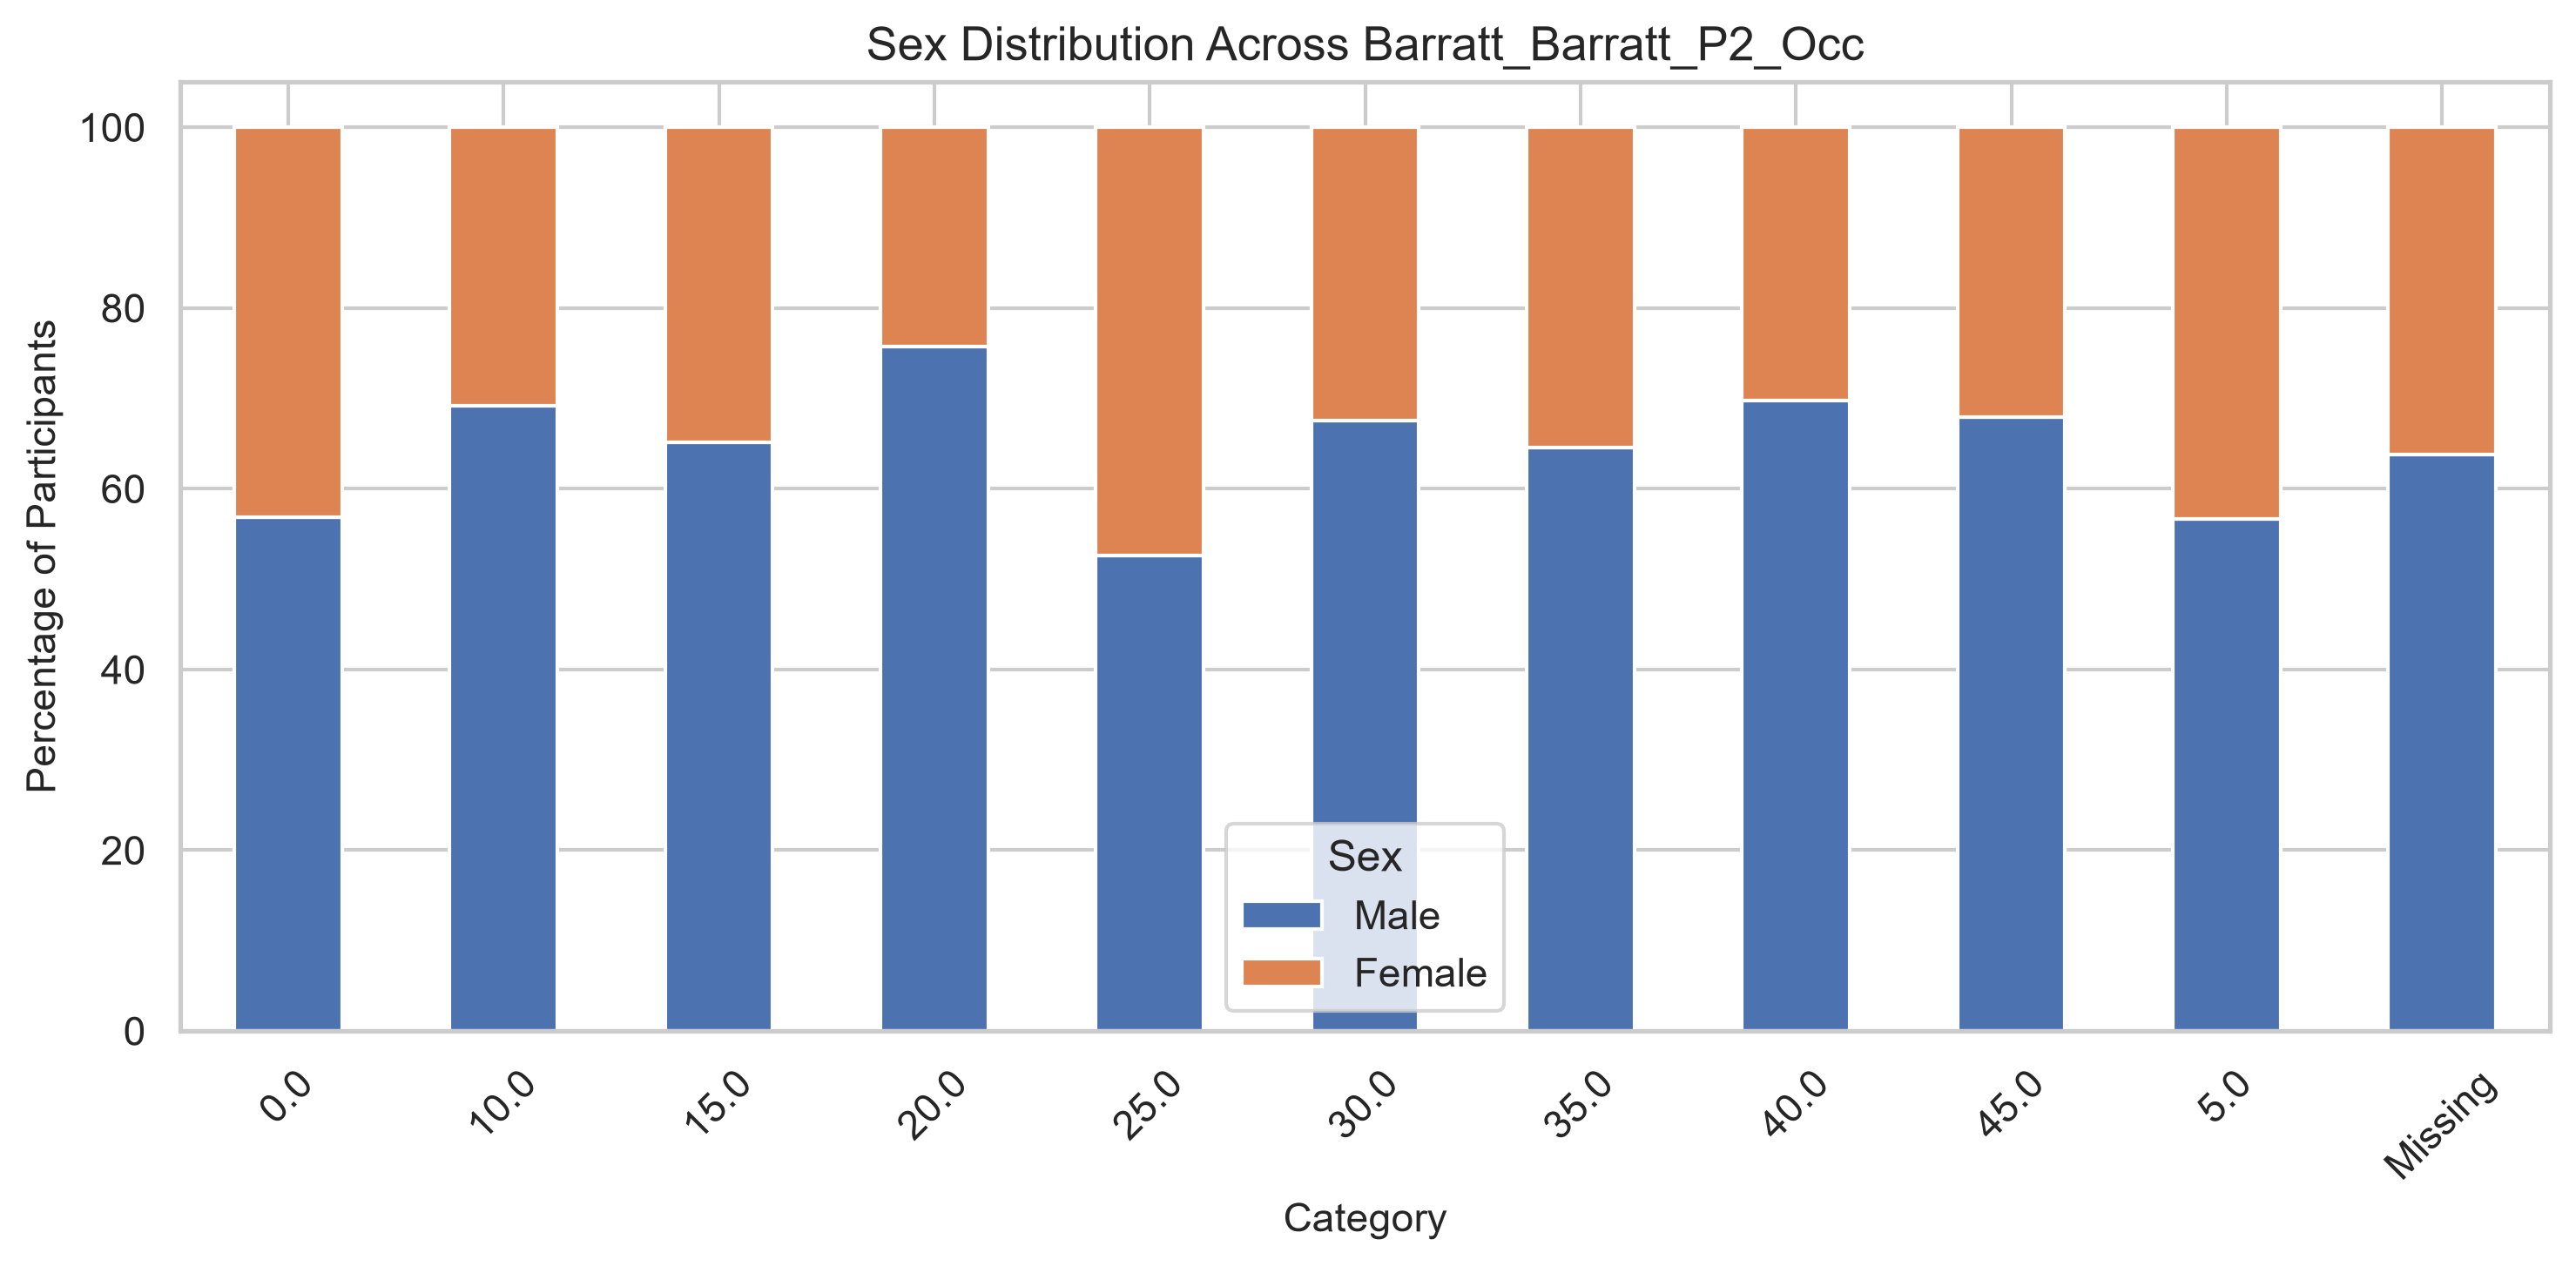 Sex Distribution Across Barratt_Barratt_P2_Occ
Percentage of Participants
100
80
60
40
20
0
Sex
Male
Female
0.0
10.0
15.0
20.0
25.0
30.0
35.0
40.0
45.0
5.0
Missing
Category